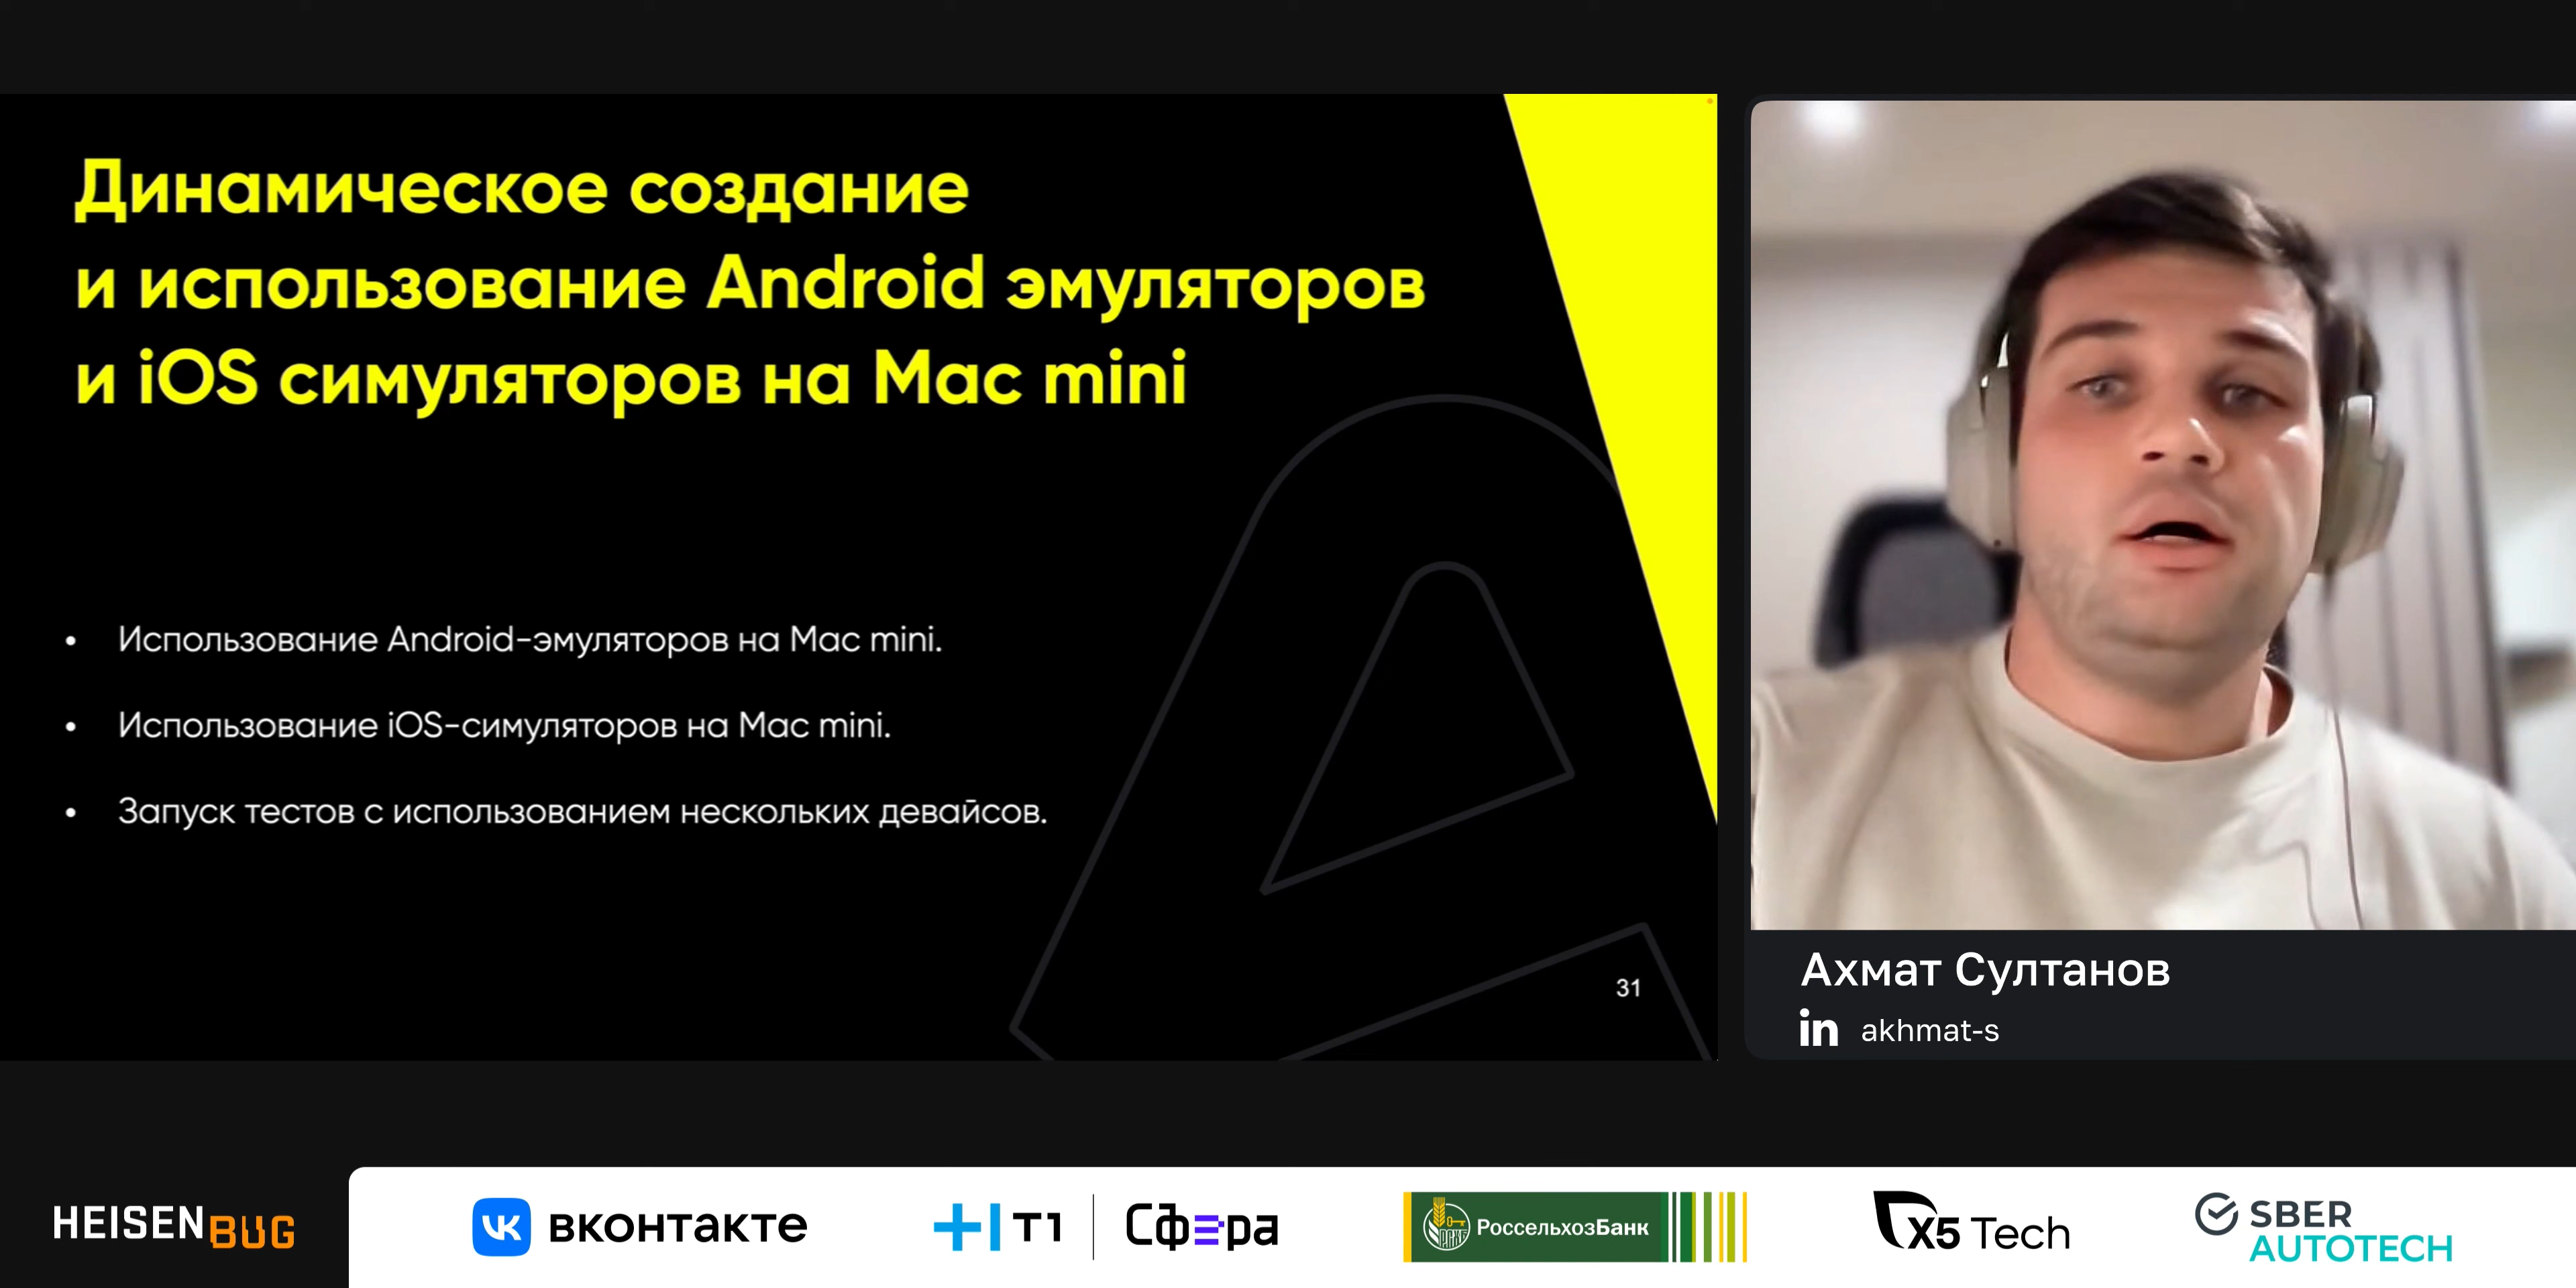 Динамическое создание
и использование Android эмуляторов
и iOS симуляторов на Mac mini
• Использование Android-эмуляторов на Mac mini.
• Использование iOS-симуляторов на Mac mini.
• Запуск тестов с использованием нескольких девайсов.
31
Ахмат Султанов
in akhmat-s
HEISENBUG
VK вконтакте
T1
Сфера
РоссельхозБанк
X5 Tech
SBER
AUTOTECH